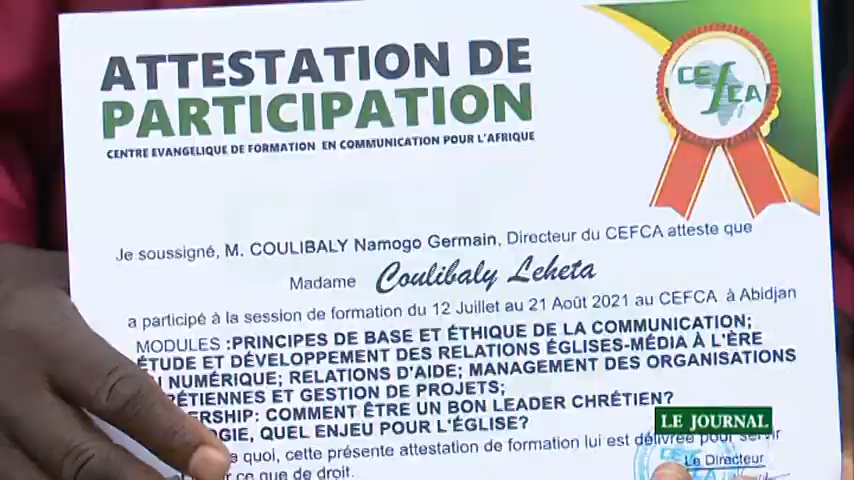 ATTESTATION DE
PARTICIPATION
CENTRE EVANGELIQUE DE FORMATION EN COMMUNICATION POUR L'AFRIQUE
CEfCA
Je soussigné, M. COULIBALY Namogo Germain, Directeur du CEFCA atteste que
Madame Coulibaly Leheta
a participé à la session de formation du 12 Juillet au 21 Août 2021 au CEFCA à Abidjan
MODULES :PRINCIPES DE BASE ET ÉTHIQUE DE LA COMMUNICATION;
ÉTUDE ET DÉVELOPPEMENT DES RELATIONS ÉGLISES-MÉDIA À L'ÈRE
NUMÉRIQUE; RELATIONS D'AIDE; MANAGEMENT DES ORGANISATIONS
RÉTIENNES ET GESTION DE PROJETS;
ERSHIP: COMMENT ÊTRE UN BON LEADER CHRÉTIEN?
GIE, QUEL ENJEU POUR L'ÉGLISE?
quoi, cette présente attestation de formation lui est délivrée pour servir
ce que de droit.
Le Directeur
LE JOURNAL